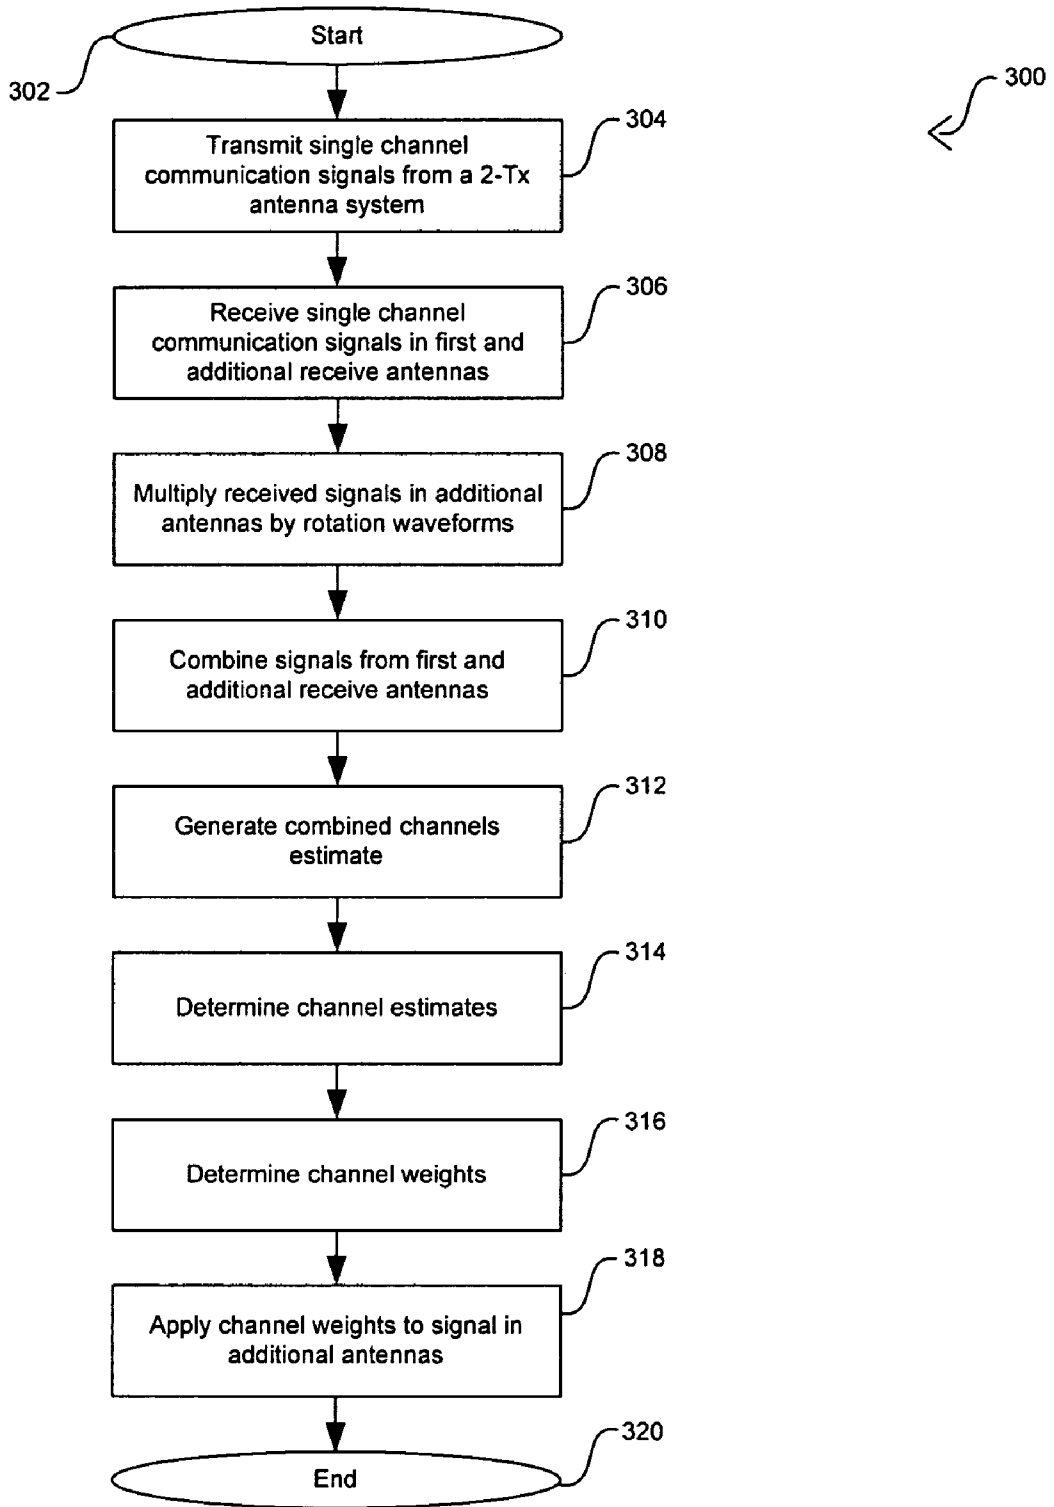 Start
302
300
304
Transmit single channel
communication signals from a 2-Tx
antenna system
306
Receive single channel
communication signals in first and
additional receive antennas
308
Multiply received signals in additional
antennas by rotation waveforms
310
Combine signals from first and
additional receive antennas
312
Generate combined channels
estimate
314
Determine channel estimates
316
Determine channel weights
318
Apply channel weights to signal in
additional antennas
320
End